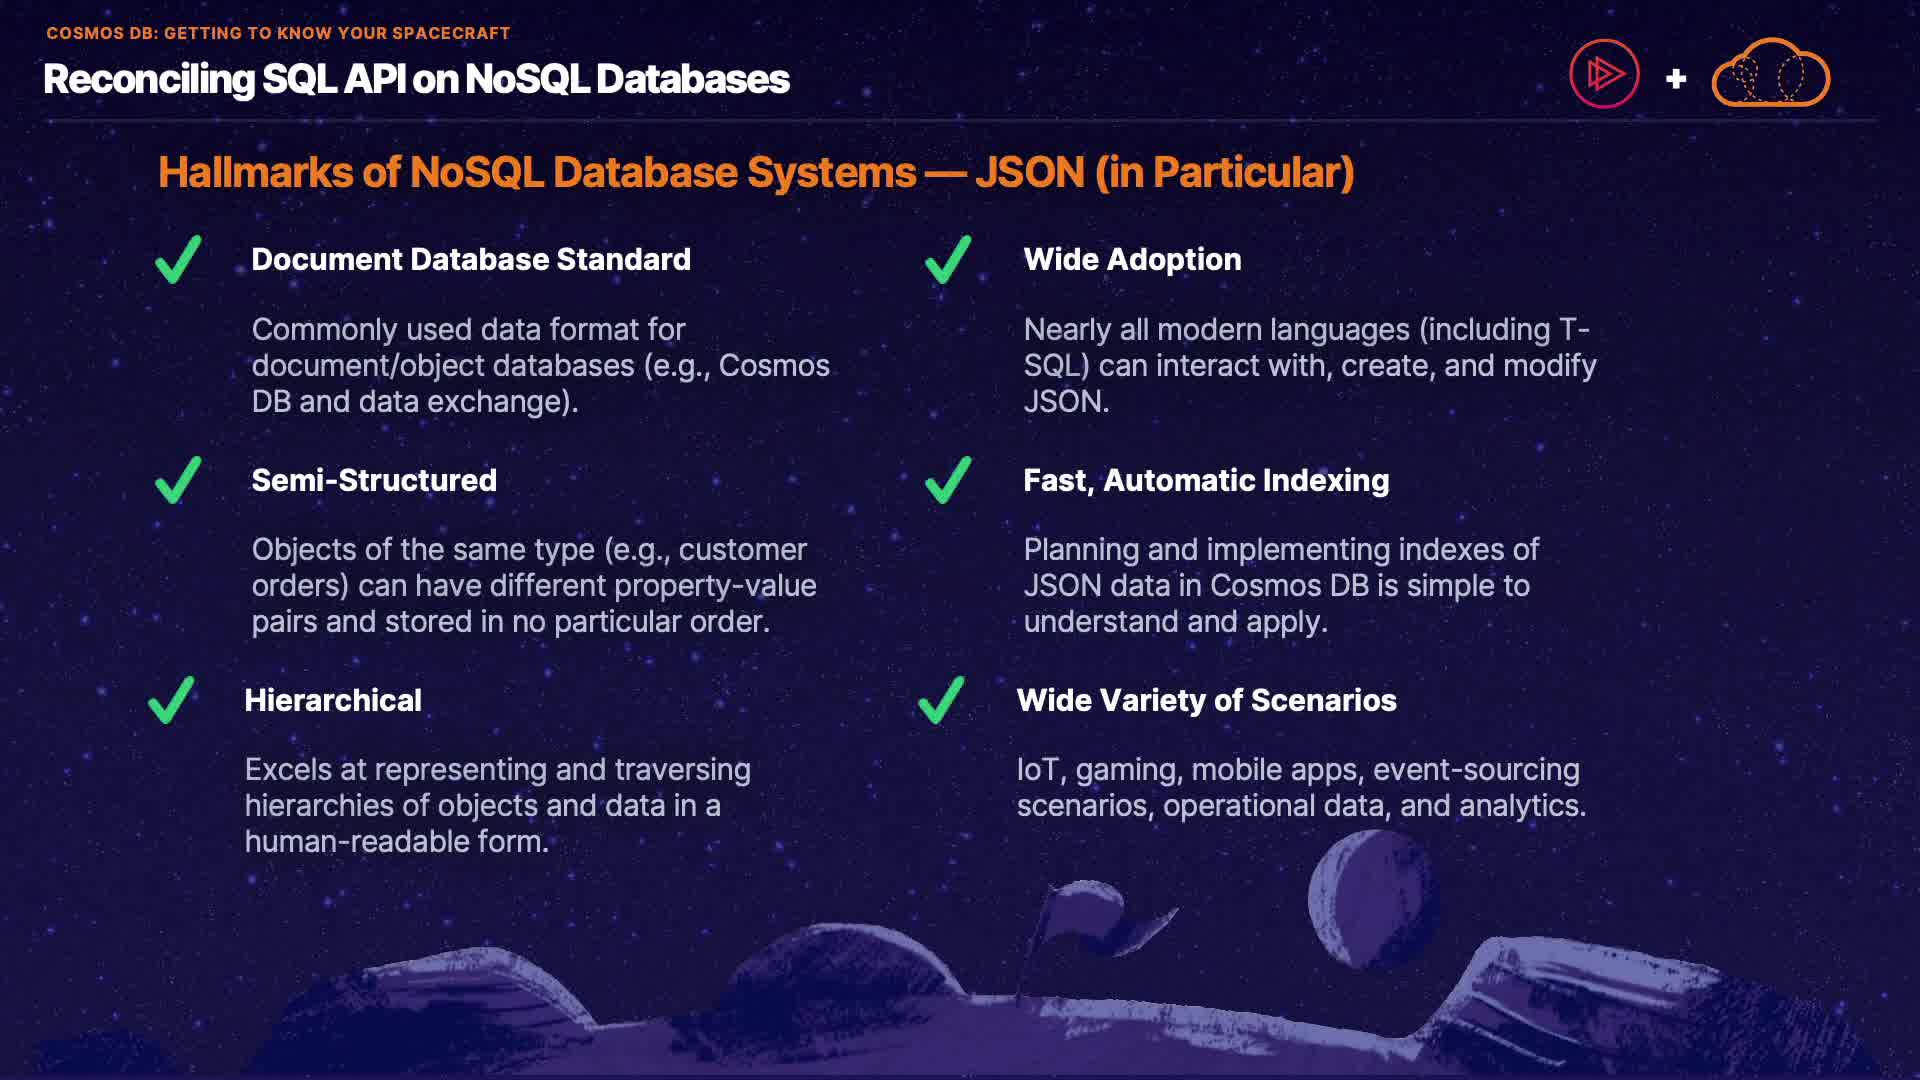 COSMOS DB: GETTING TO KNOW YOUR SPACECRAFT
Reconciling SQL API on NoSQL Databases
+
Hallmarks of NoSQL Database Systems — JSON (in Particular)
Document Database Standard
Commonly used data format for
document/object databases (e.g., Cosmos
DB and data exchange).
Semi-Structured
Objects of the same type (e.g., customer
orders) can have different property-value
pairs and stored in no particular order.
Hierarchical
Excels at representing and traversing
hierarchies of objects and data in a
human-readable form.
Wide Adoption
Nearly all modern languages (including T-
SQL) can interact with, create, and modify
JSON.
Fast, Automatic Indexing
Planning and implementing indexes of
JSON data in Cosmos DB is simple to
understand and apply.
Wide Variety of Scenarios
IoT, gaming, mobile apps, event-sourcing
scenarios, operational data, and analytics.